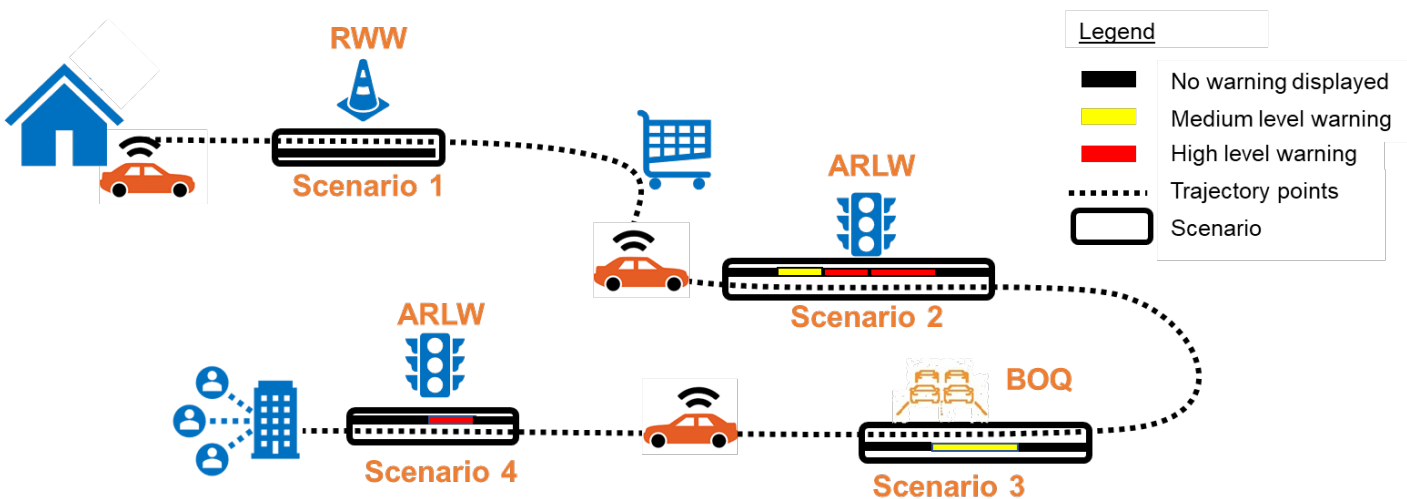 RWW
Scenario 1
ARLW
Scenario 2
BOQ
Scenario 3
ARLW
Scenario 4
Legend
No warning displayed
Medium level warning
High level warning
Trajectory points
Scenario